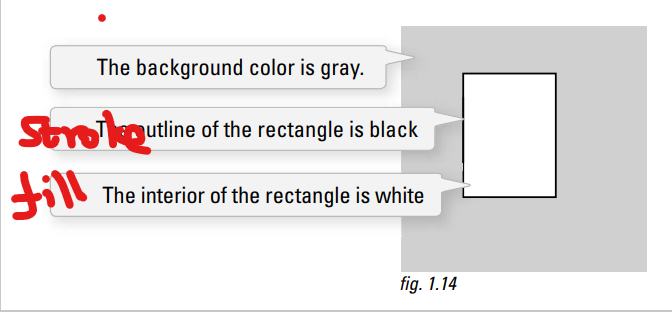 The background color is gray.
stroke
The outline of the rectangle is black
fill
The interior of the rectangle is white
fig. 1.14